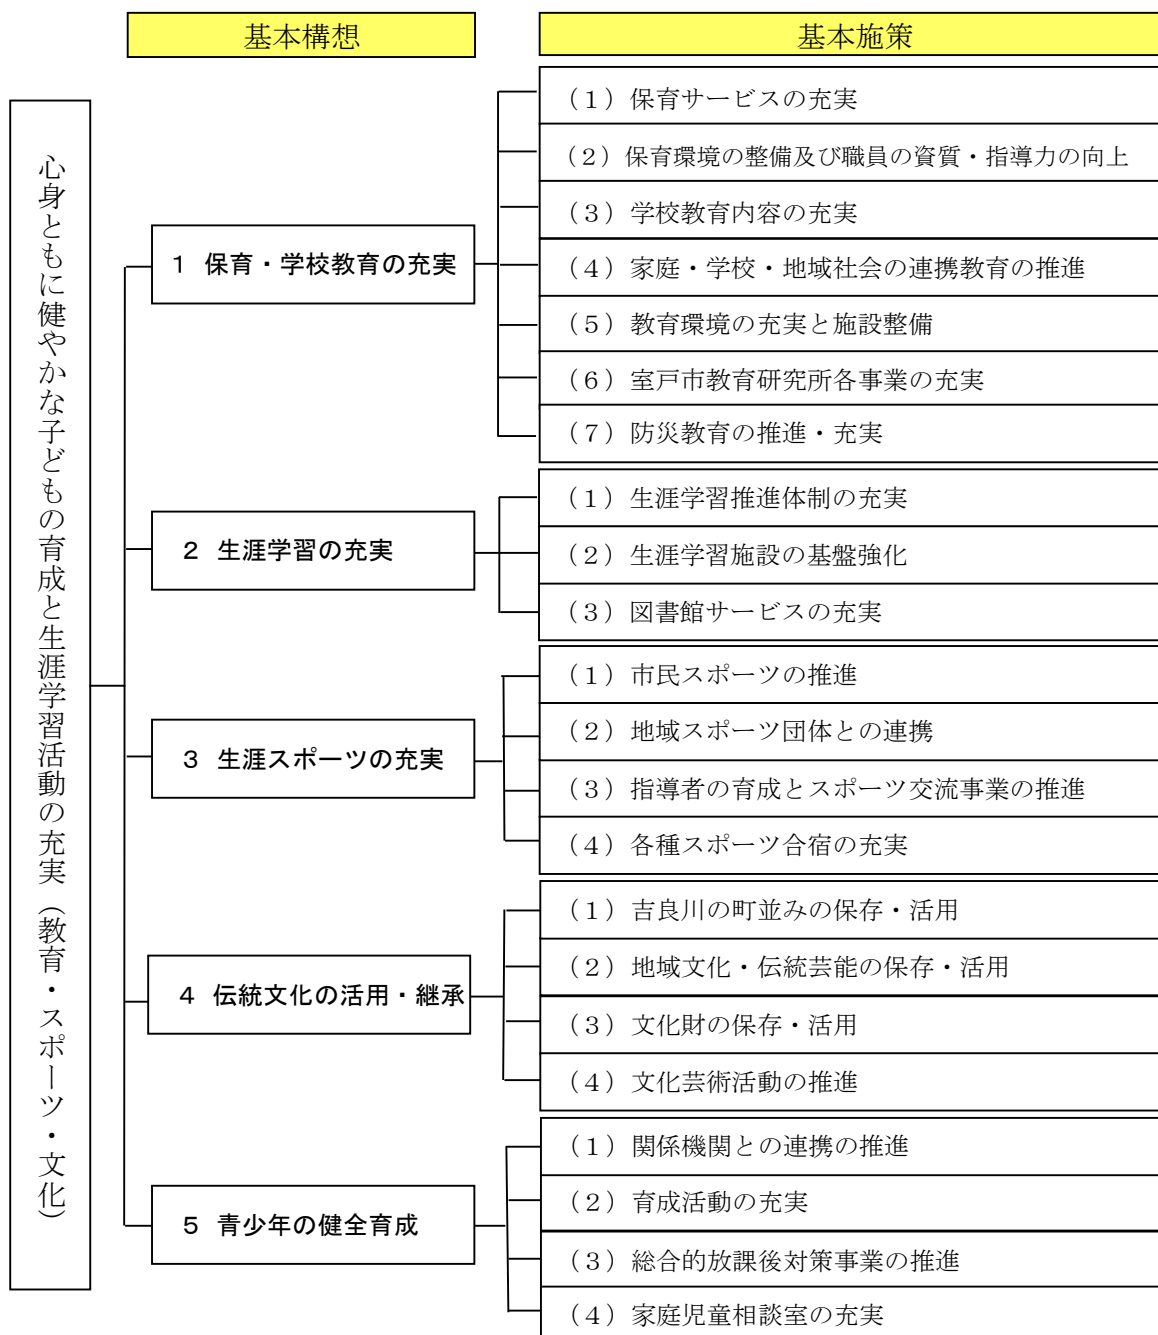 基本構想
基本施策
心身ともに健やかな子どもの育成と生涯学習活動の充実（教育・スポーツ・文化）
１　保育・学校教育の充実
（１）保育サービスの充実
（２）保育環境の整備及び職員の資質・指導力の向上
（３）学校教育内容の充実
（４）家庭・学校・地域社会の連携教育の推進
（５）教育環境の充実と施設整備
（６）室戸市教育研究所各事業の充実
（７）防災教育の推進・充実
２　生涯学習の充実
（１）生涯学習推進体制の充実
（２）生涯学習施設の基盤強化
（３）図書館サービスの充実
３　生涯スポーツの充実
（１）市民スポーツの推進
（２）地域スポーツ団体との連携
（３）指導者の育成とスポーツ交流事業の推進
（４）各種スポーツ合宿の充実
４　伝統文化の活用・継承
（１）吉良川の町並みの保存・活用
（２）地域文化・伝統芸能の保存・活用
（３）文化財の保存・活用
（４）文化芸術活動の推進
５　青少年の健全育成
（１）関係機関との連携の推進
（２）育成活動の充実
（３）総合的放課後対策事業の推進
（４）家庭児童相談室の充実